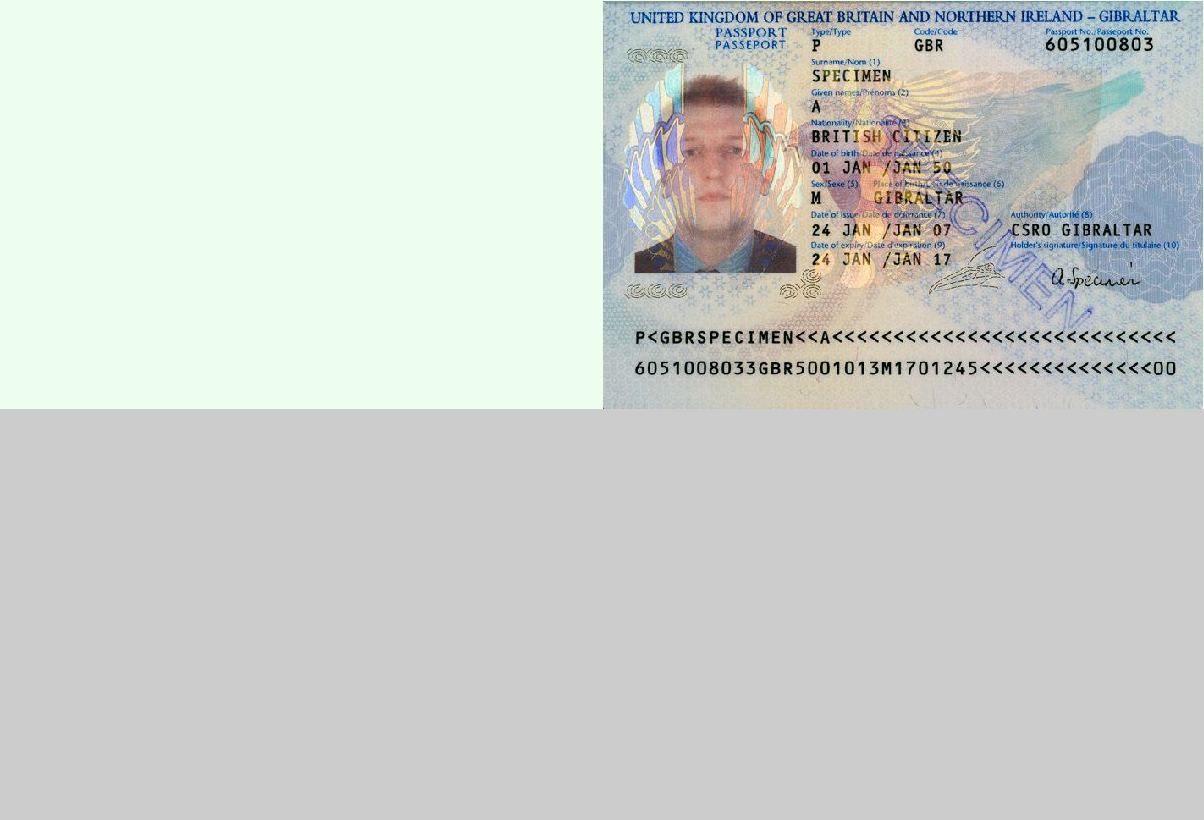 UNITED KINGDOM OF GREAT BRITAIN AND NORTHERN IRELAND – GIBRALTAR
PASSPORT
PASSEPORT
Type/Type Code/Code Passport No./Passeport No.
P GBR 605100803
Surname/Nom (1)
SPECIMEN
Given names/Prénoms (2)
A
Nationality/Nationalité (3)
BRITISH CITIZEN
Date of birth/Date de naissance (4)
01 JAN /JAN 50
Sex/Sexe (5) Place of birth/Lieu de naissance (6)
M GIBRALTAR
Date of issue/Date de délivrance (7) Authority/Autorité (8)
24 JAN /JAN 07 CSRO GIBRALTAR
Date of expiry/Date d'expiration (9) Holder's signature/Signature du titulaire (10)
24 JAN /JAN 17
A Specimen
SPECIMEN
P<GBRSPECIMEN<<A<<<<<<<<<<<<<<<<<<<<<<<<<<<<
6051008033GBR5001013M1701245<<<<<<<<<<<<<<00